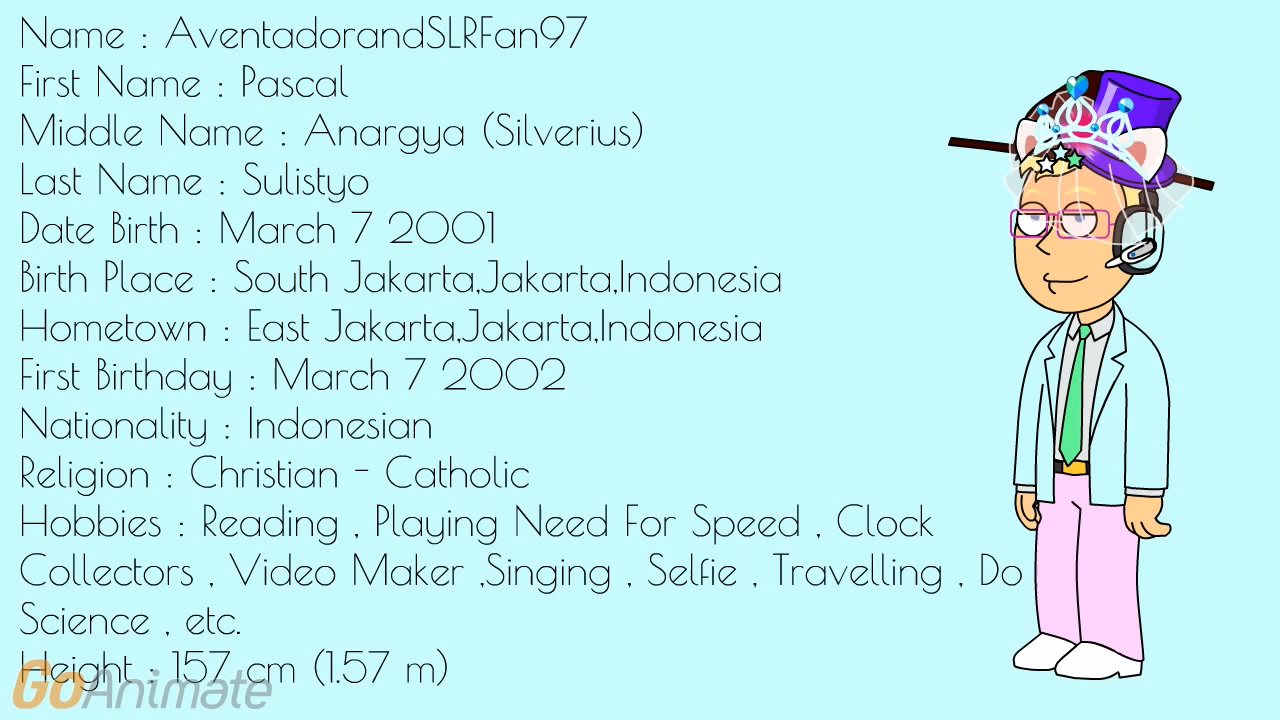 Name : AventadorandSLRFan97
First Name : Pascal
Middle Name : Anargya (Silverius)
Last Name : Sulistyo
Date Birth : March 7 2001
Birth Place : South Jakarta,Jakarta,Indonesia
Hometown : East Jakarta,Jakarta,Indonesia
First Birthday : March 7 2002
Nationality : Indonesian
Religion : Christian - Catholic
Hobbies : Reading , Playing Need For Speed , Clock
Collectors , Video Maker ,Singing , Selfie , Travelling , Do
Science , etc.
Height : 157 cm (1.57 m)
GoAnimate